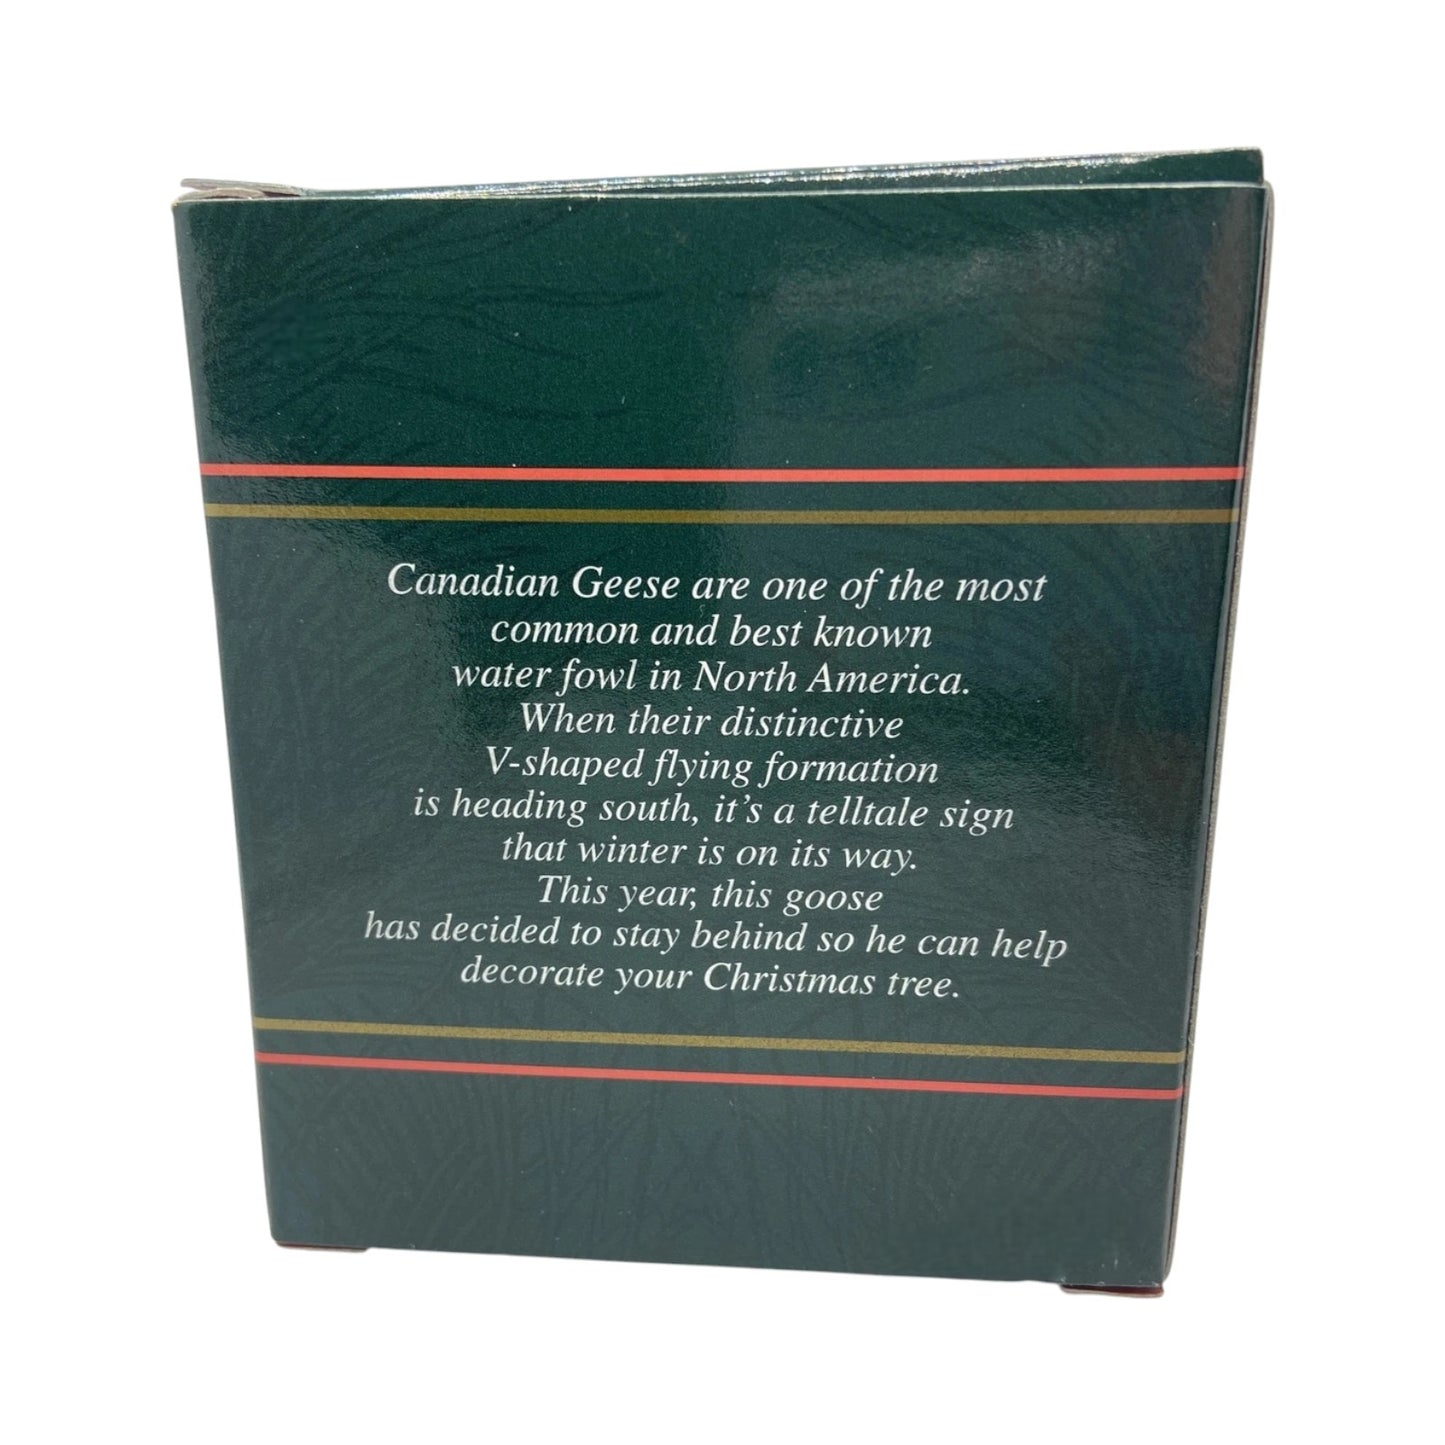 Canadian Geese are one of the most
common and best known
water fowl in North America.
When their distinctive
V-shaped flying formation
is heading south, it's a telltale sign
that winter is on its way.
This year, this goose
has decided to stay behind so he can help
decorate your Christmas tree.